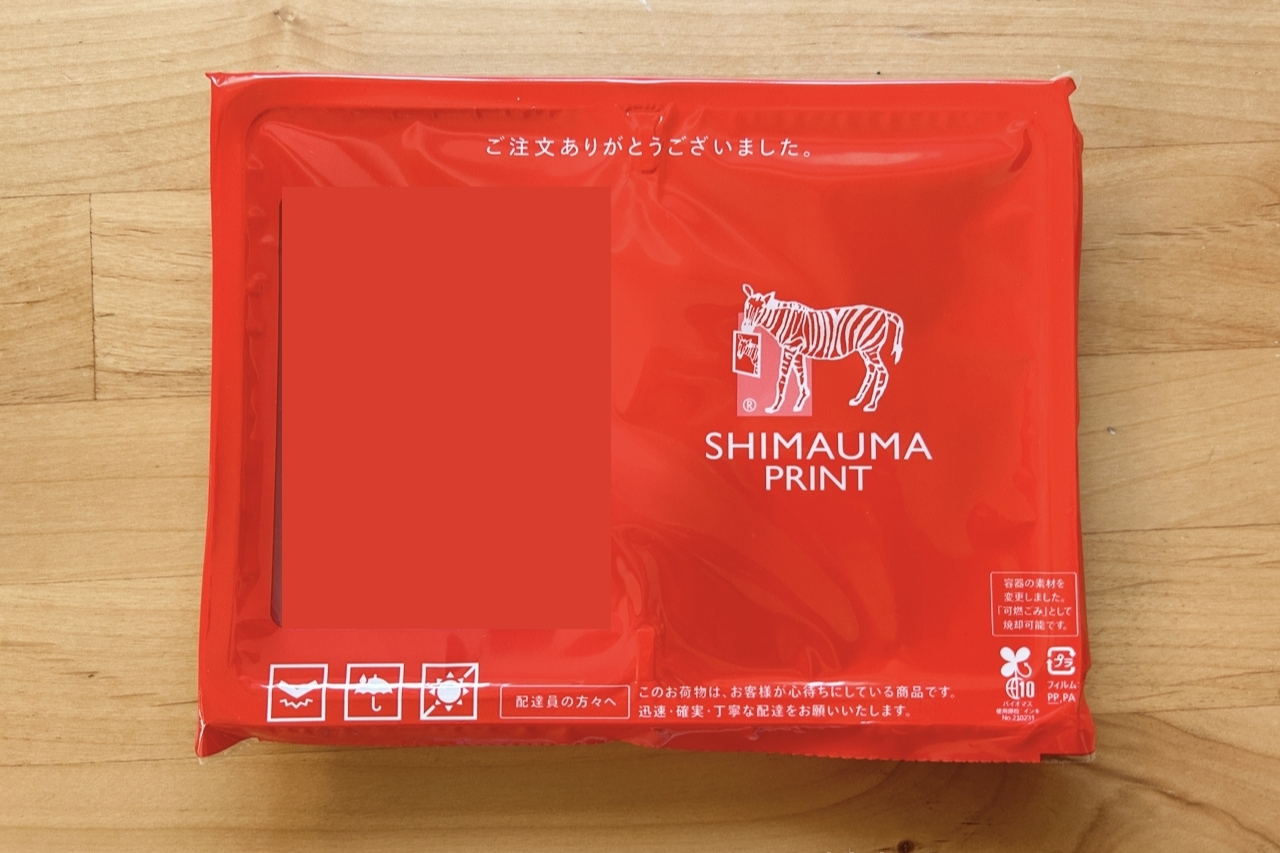 ご注文ありがとうございました。
®
SHIMAUMA
PRINT
容器の素材を
変更しました。
「可燃ごみ」として
焼却可能です。
配達員の方々へ
このお荷物は、お客様が心待ちにしている商品です。
迅速・確実・丁寧な配達をお願いいたします。
10
バイオマス
No.210231
プラ
フィルム:
PP,PA